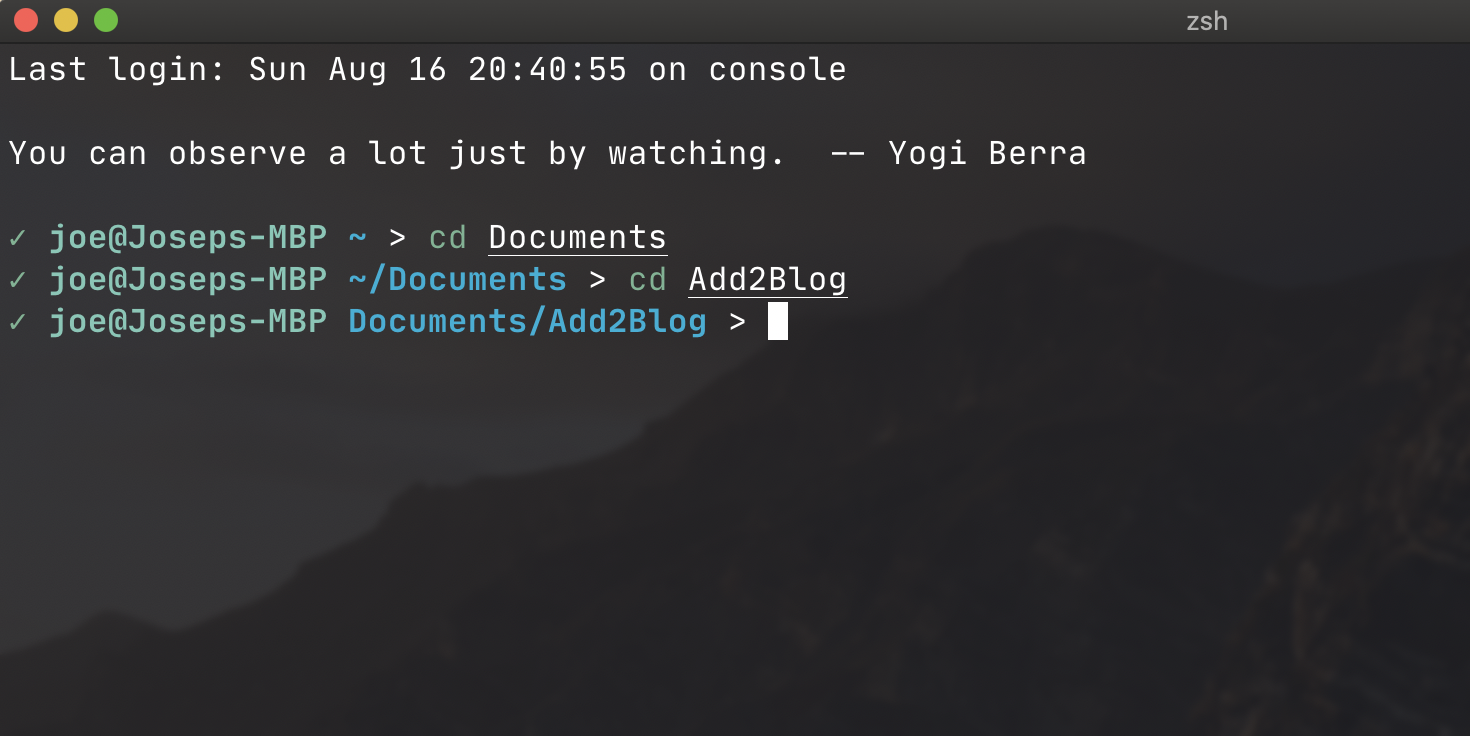 zsh
Last login: Sun Aug 16 20:40:55 on console
You can observe a lot just by watching.  -- Yogi Berra
✓ joe@Joseps-MBP ~ > cd Documents
✓ joe@Joseps-MBP ~/Documents > cd Add2Blog
✓ joe@Joseps-MBP Documents/Add2Blog >